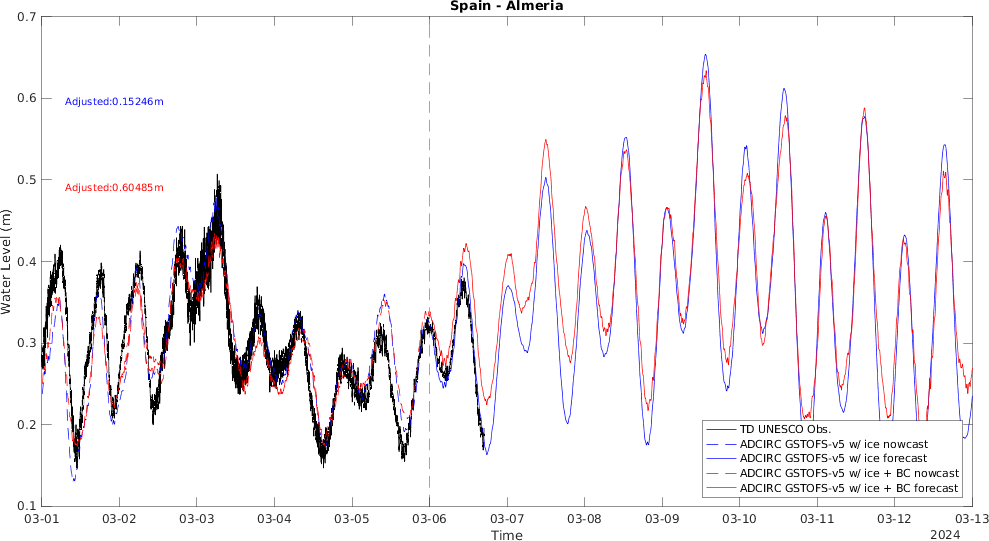 Spain - Almeria
0.7
0.6
0.5
0.4
0.3
0.2
0.1
Water Level (m)
Adjusted:0.15246m
Adjusted:0.60485m
TD UNESCO Obs.
ADCIRC GSTOFS-v5 w/ ice nowcast
ADCIRC GSTOFS-v5 w/ ice forecast
ADCIRC GSTOFS-v5 w/ ice + BC nowcast
ADCIRC GSTOFS-v5 w/ ice + BC forecast
03-01 03-02 03-03 03-04 03-05 03-06 03-07 03-08 03-09 03-10 03-11 03-12 03-13
Time
2024